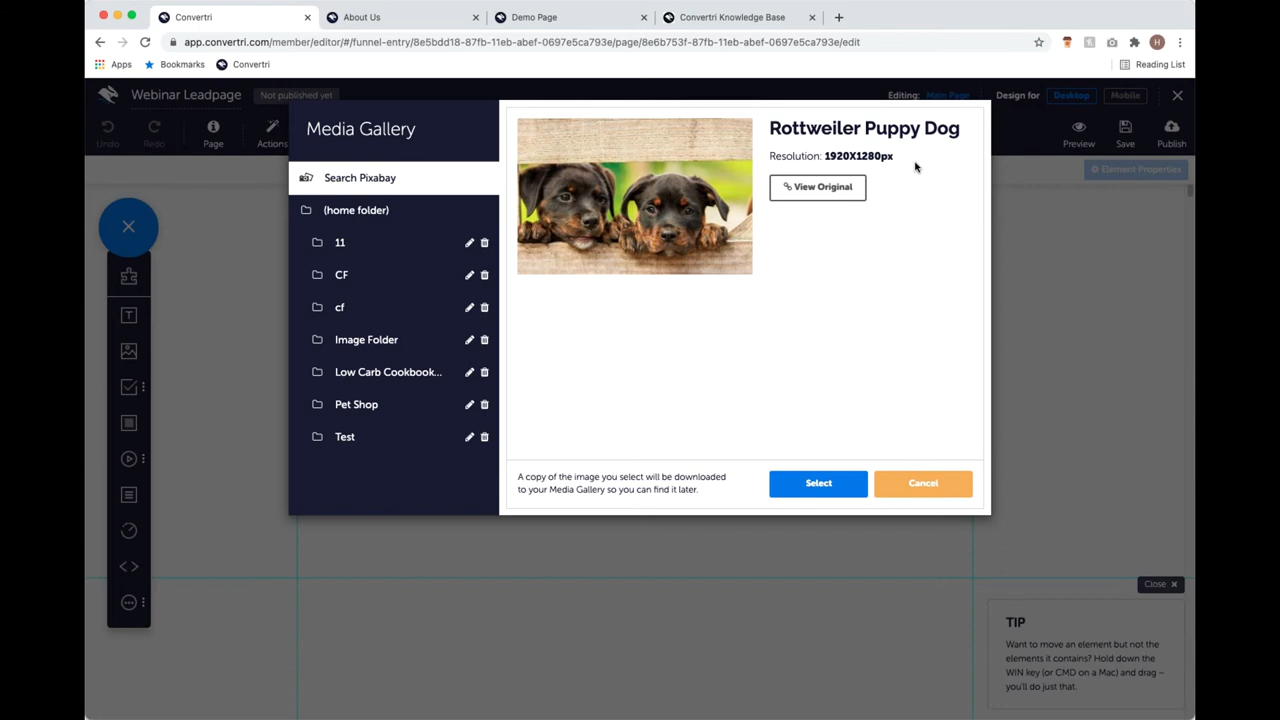 Convertri
About Us
Demo Page
Convertri Knowledge Base
app.convertri.com/member/editor/#/funnel-entry/8e5bdd18-87fb-11eb-abef-0697e5ca793e/page/8e6b753f-87fb-11eb-abef-0697e5ca793e/edit
H
Apps
Bookmarks
Convertri
Reading List
Webinar Leadpage
Not published yet
Editing: Main Page
Design for
Desktop
Mobile
Undo
Redo
Page
Actions
Preview
Save
Publish
Element Properties
Media Gallery
Search Pixabay
(home folder)
11
CF
cf
Image Folder
Low Carb Cookbook...
Pet Shop
Test
Rottweiler Puppy Dog
Resolution: 1920X1280px
View Original
A copy of the image you select will be downloaded
to your Media Gallery so you can find it later.
Select
Cancel
T
Close
TIP
Want to move an element but not the
elements it contains? Hold down the
WIN key (or CMD on a Mac) and drag –
you'll do just that.